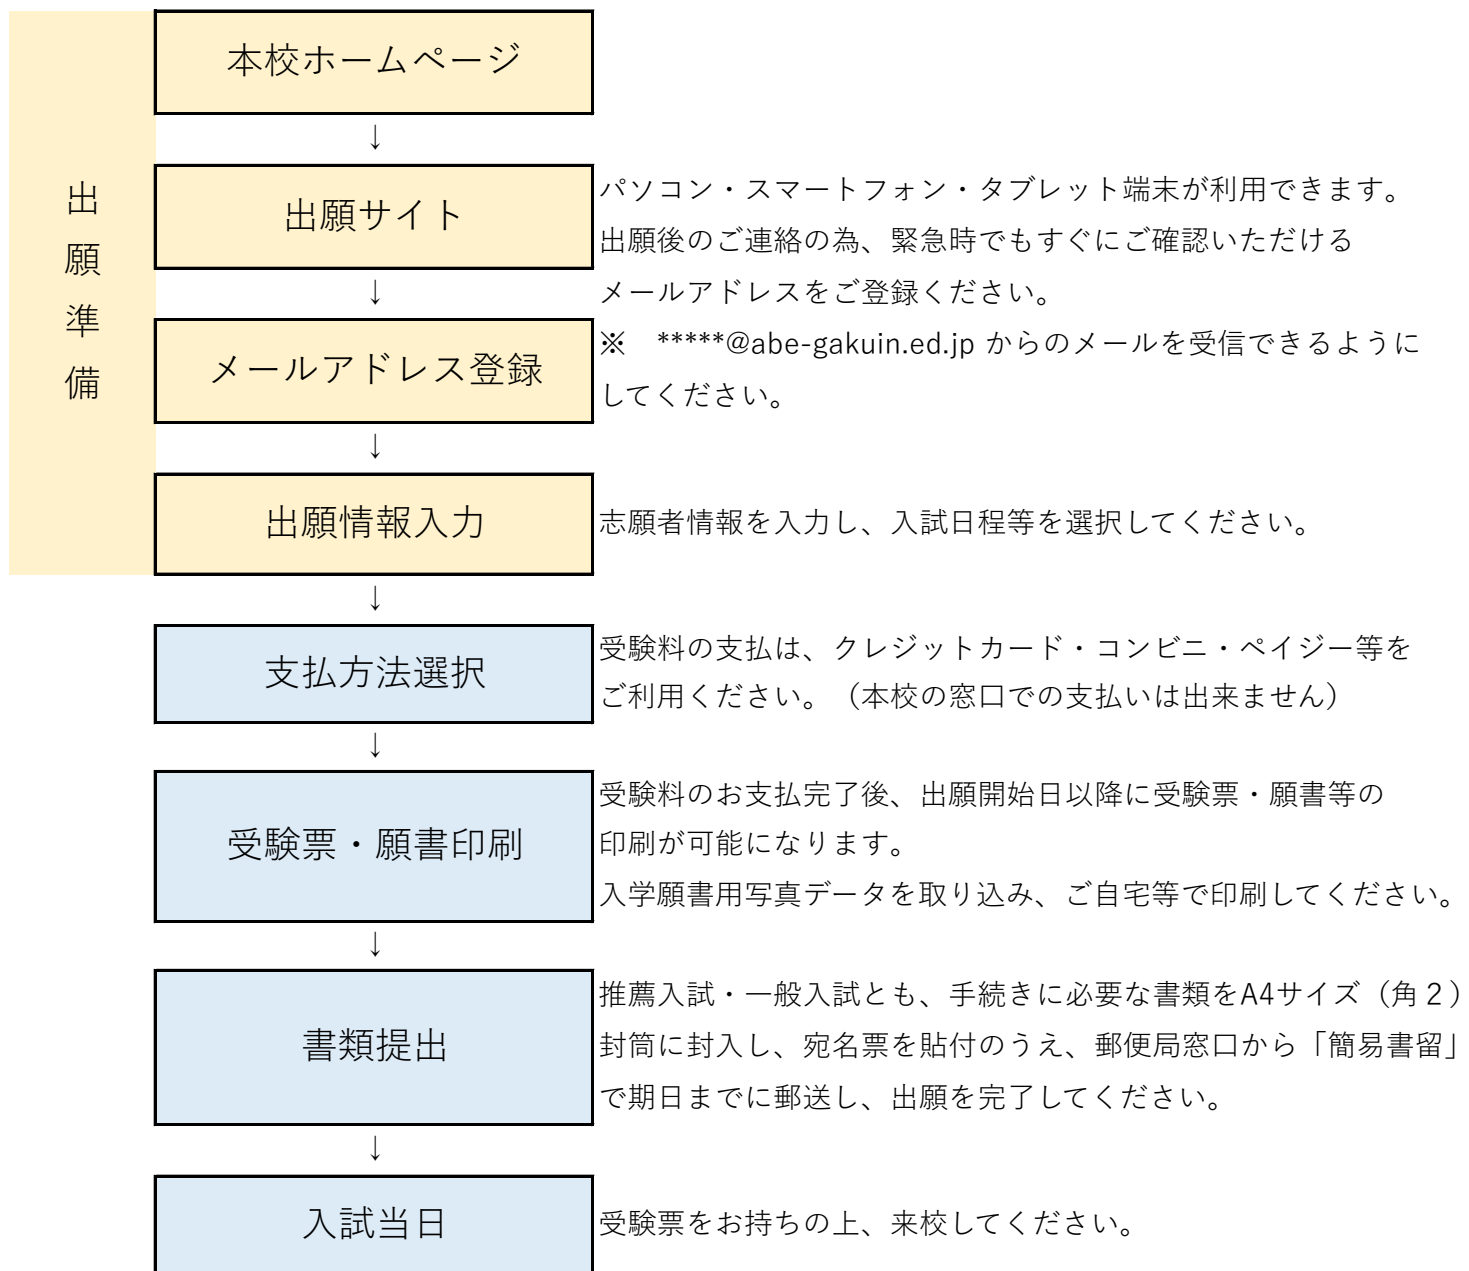 出願準備
本校ホームページ
↓
出願サイト
パソコン・スマートフォン・タブレット端末が利用できます。
出願後のご連絡の為、緊急時でもすぐにご確認いただける
メールアドレスをご登録ください。
↓
メールアドレス登録
※　*****@abe-gakuin.ed.jp からのメールを受信できるように
してください。
↓
出願情報入力
志願者情報を入力し、入試日程等を選択してください。
↓
支払方法選択
受験料の支払は、クレジットカード・コンビニ・ペイジー等を
ご利用ください。（本校の窓口での支払いは出来ません）
↓
受験票・願書印刷
受験料のお支払完了後、出願開始日以降に受験票・願書等の
印刷が可能になります。
入学願書用写真データを取り込み、ご自宅等で印刷してください。
↓
書類提出
推薦入試・一般入試とも、手続きに必要な書類をA4サイズ（角２）
封筒に封入し、宛名票を貼付のうえ、郵便局窓口から「簡易書留」
で期日までに郵送し、出願を完了してください。
↓
入試当日
受験票をお持ちの上、来校してください。